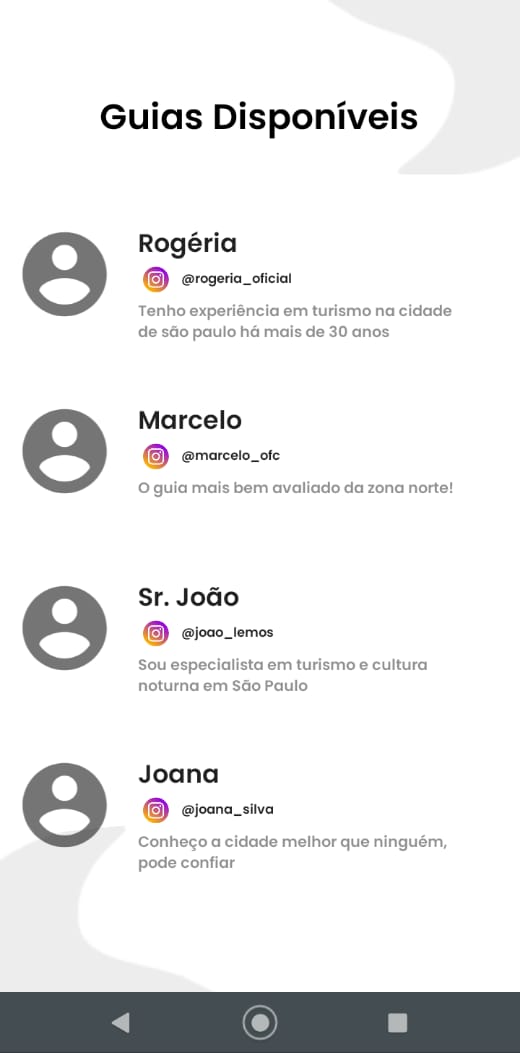 Guias Disponíveis
Rogéria
@rogeria_oficial
Tenho experiência em turismo na cidade
de são paulo há mais de 30 anos
Marcelo
@marcelo_ofc
O guia mais bem avaliado da zona norte!
Sr. João
@joao_lemos
Sou especialista em turismo e cultura
noturna em São Paulo
Joana
@joana_silva
Conheço a cidade melhor que ninguém,
pode confiar